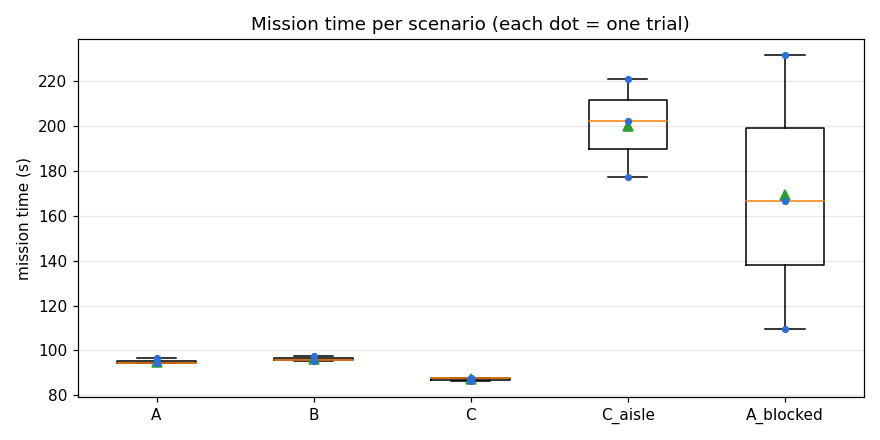 Mission time per scenario (each dot = one trial)
mission time (s)
220
200
180
160
140
120
100
80
A
B
C
C_aisle
A_blocked